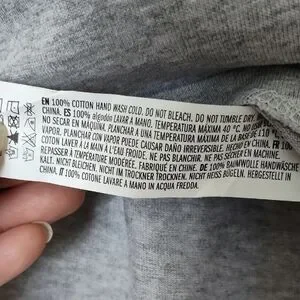 EN 100% COTTON HAND WASH COLD. DO NOT BLEACH. DO NOT TUMBLE DRY.
CHINA. ES 100% algodón LAVAR A MANO, TEMPERATURA MÁXIMA 40 °C. NO
NO SECAR EN MÁQUINA. PLANCHAR A UNA TEMPERATURA MÁXIMA DE LA BASE DE 110
VAPOR. PLANCHAR CON VAPOR PUEDE CAUSAR DAÑO IRREVERSIBLE. HECHO EN CHINA. FR 100%
COTON LAVER À LA MAIN À L'EAU FROIDE. NE PAS BLANCHIR. NE PAS SÉCHER EN MACHINE.
REPASSER À TEMPÉRATURE MODÉRÉE. EN CHINE. DE 100% BAUMWOLLE HANDWÄSCHE
KALT. NICHT BLEICHEN. NICHT IM TROCKNER TROCKNEN. NICHT HEISS BÜGELN. HERGESTELLT IN
CHINA. IT 100% COTONE LAVARE A MANO IN ACQUA FREDDA.